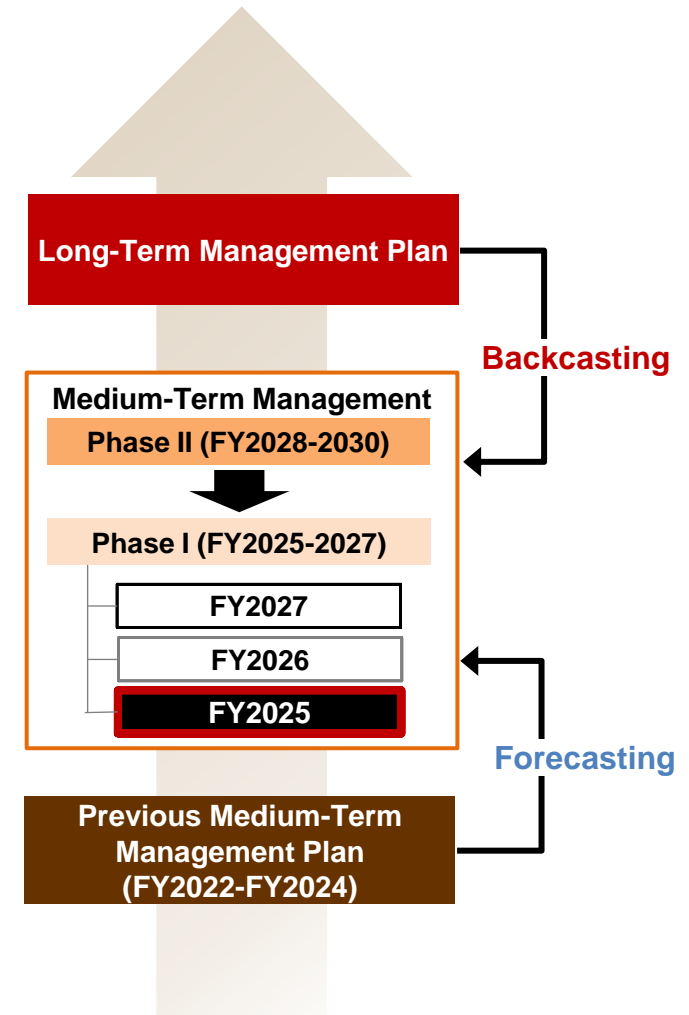 Long-Term Management Plan
Backcasting
Medium-Term Management
Phase II (FY2028-2030)
Phase I (FY2025-2027)
FY2027
FY2026
FY2025
Forecasting
Previous Medium-Term
Management Plan
(FY2022-FY2024)